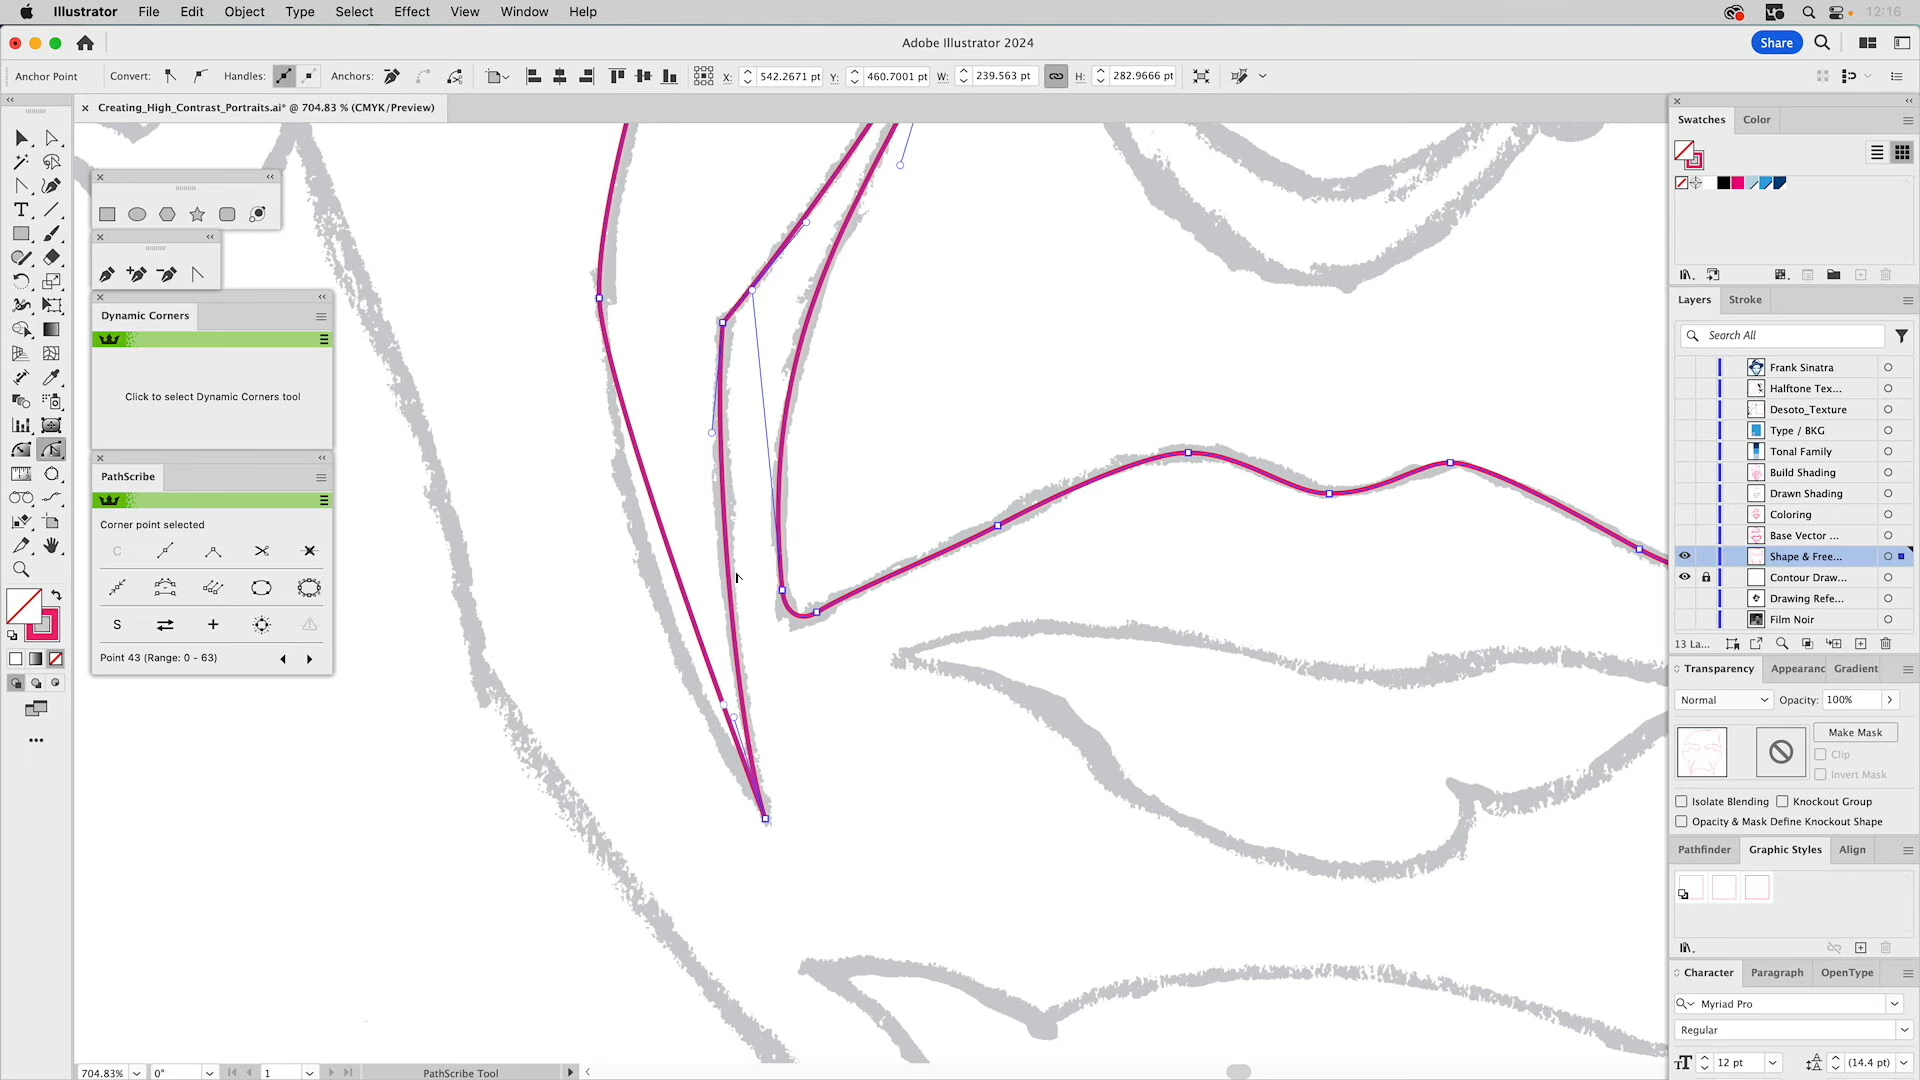 Illustrator File Edit Object Type Select Effect View Window Help 12:16
Adobe Illustrator 2024 Share
Anchor Point Convert: Handles: Anchors: X: 542.2671 pt Y: 460.7001 pt W: 239.563 pt H: 282.9666 pt
Creating_High_Contrast_Portraits.ai* @ 704.83 % (CMYK/Preview)
Dynamic Corners
Click to select Dynamic Corners tool
PathScribe
Corner point selected
C
S
Point 43 (Range: 0 - 63)
Swatches Color
Layers Stroke
Search All
Frank Sinatra
Halftone Tex...
Desoto_Texture
Type / BKG
Tonal Family
Build Shading
Drawn Shading
Coloring
Base Vector ...
Shape & Free...
Contour Draw...
Drawing Refe...
Film Noir
13 La...
Transparency Appearanc Gradient
Normal Opacity: 100%
Make Mask
Clip
Invert Mask
Isolate Blending Knockout Group
Opacity & Mask Define Knockout Shape
Pathfinder Graphic Styles Align
Character Paragraph OpenType
Myriad Pro
Regular
12 pt (14.4 pt)
704.83% 0° 1 PathScribe Tool